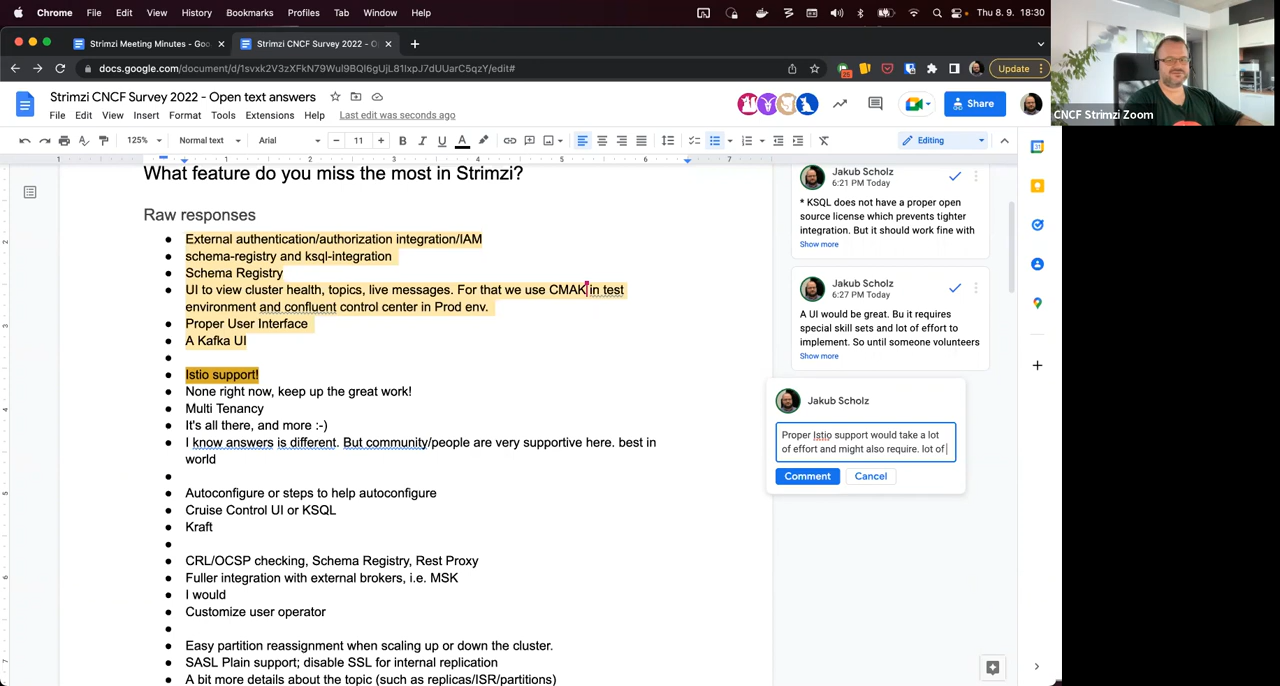 Chrome File Edit View History Bookmarks Profiles Tab Window Help Thu 8. 9. 18:30
Strimzi Meeting Minutes - Goo
Strimzi CNCF Survey 2022 - O
docs.google.com/document/d/1svxk2V3zXFkN79WuI9BQI6gUjL81IxpJ7dUUarC5qzY/edit#
25
Update
Strimzi CNCF Survey 2022 - Open text answers
File Edit View Insert Format Tools Extensions Help Last edit was seconds ago
Share
125% Normal text Arial 11 B I U A Editing
1 1 2 3 4 5 6 7
What feature do you miss the most in Strimzi?
Raw responses
External authentication/authorization integration/IAM
schema-registry and ksql-integration
Schema Registry
UI to view cluster health, topics, live messages. For that we use CMAK in test
environment and confluent control center in Prod env.
Proper User Interface
A Kafka UI
Istio support!
None right now, keep up the great work!
Multi Tenancy
It's all there, and more :-)
I know answers is different. But community/people are very supportive here. best in
world
Autoconfigure or steps to help autoconfigure
Cruise Control UI or KSQL
Kraft
CRL/OCSP checking, Schema Registry, Rest Proxy
Fuller integration with external brokers, i.e. MSK
I would
Customize user operator
Easy partition reassignment when scaling up or down the cluster.
SASL Plain support; disable SSL for internal replication
A bit more details about the topic (such as replicas/ISR/partitions)
Jakub Scholz
6:21 PM Today
* KSQL does not have a proper open
source license which prevents tighter
integration. But it should work fine with
Show more
Jakub Scholz
6:27 PM Today
A UI would be great. Bu it requires
special skill sets and lot of effort to
implement. So until someone volunteers
Show more
Jakub Scholz
Proper Istio support would take a lot
of effort and might also require. lot of
Comment Cancel
CNCF Strimzi Zoom